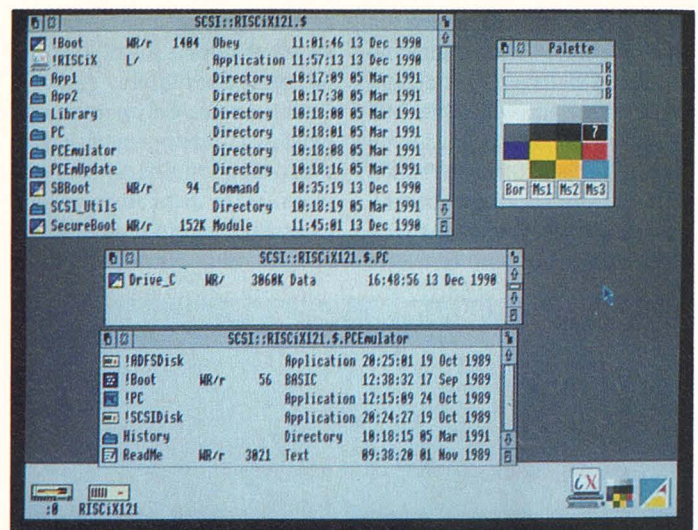 SCSI::RISCiX121.$
!Boot WR/r 1404 Obey 11:01:46 13 Dec 1990
!RISCiX L/ Application 11:57:13 13 Dec 1990
App1 Directory 10:17:09 05 Mar 1991
App2 Directory 10:17:30 05 Mar 1991
Library Directory 10:18:00 05 Mar 1991
PC Directory 10:18:01 05 Mar 1991
PCEmulator Directory 10:18:08 05 Mar 1991
PCEmUpdate Directory 10:18:16 05 Mar 1991
SBBoot WR/r 94 Command 10:35:19 13 Dec 1990
SCSI_Utils Directory 10:18:19 05 Mar 1991
SecureBoot WR/r 152K Module 11:45:01 13 Dec 1990
Palette
R
G
B
7
Bor Ms1 Ms2 Ms3
SCSI::RISCiX121.$.PC
Drive_C WR/ 3060K Data 16:48:56 13 Dec 1990
SCSI::RISCiX121.$.PCEmulator
!ADFSDisk Application 20:25:01 19 Oct 1989
!Boot WR/r 56 BASIC 12:38:32 17 Sep 1989
!PC Application 12:15:09 24 Oct 1989
!SCSIDisk Application 20:24:27 19 Oct 1989
History Directory 10:18:15 05 Mar 1991
ReadMe WR/r 3021 Text 09:38:20 01 Nov 1989
:0 RISCiX121
iX